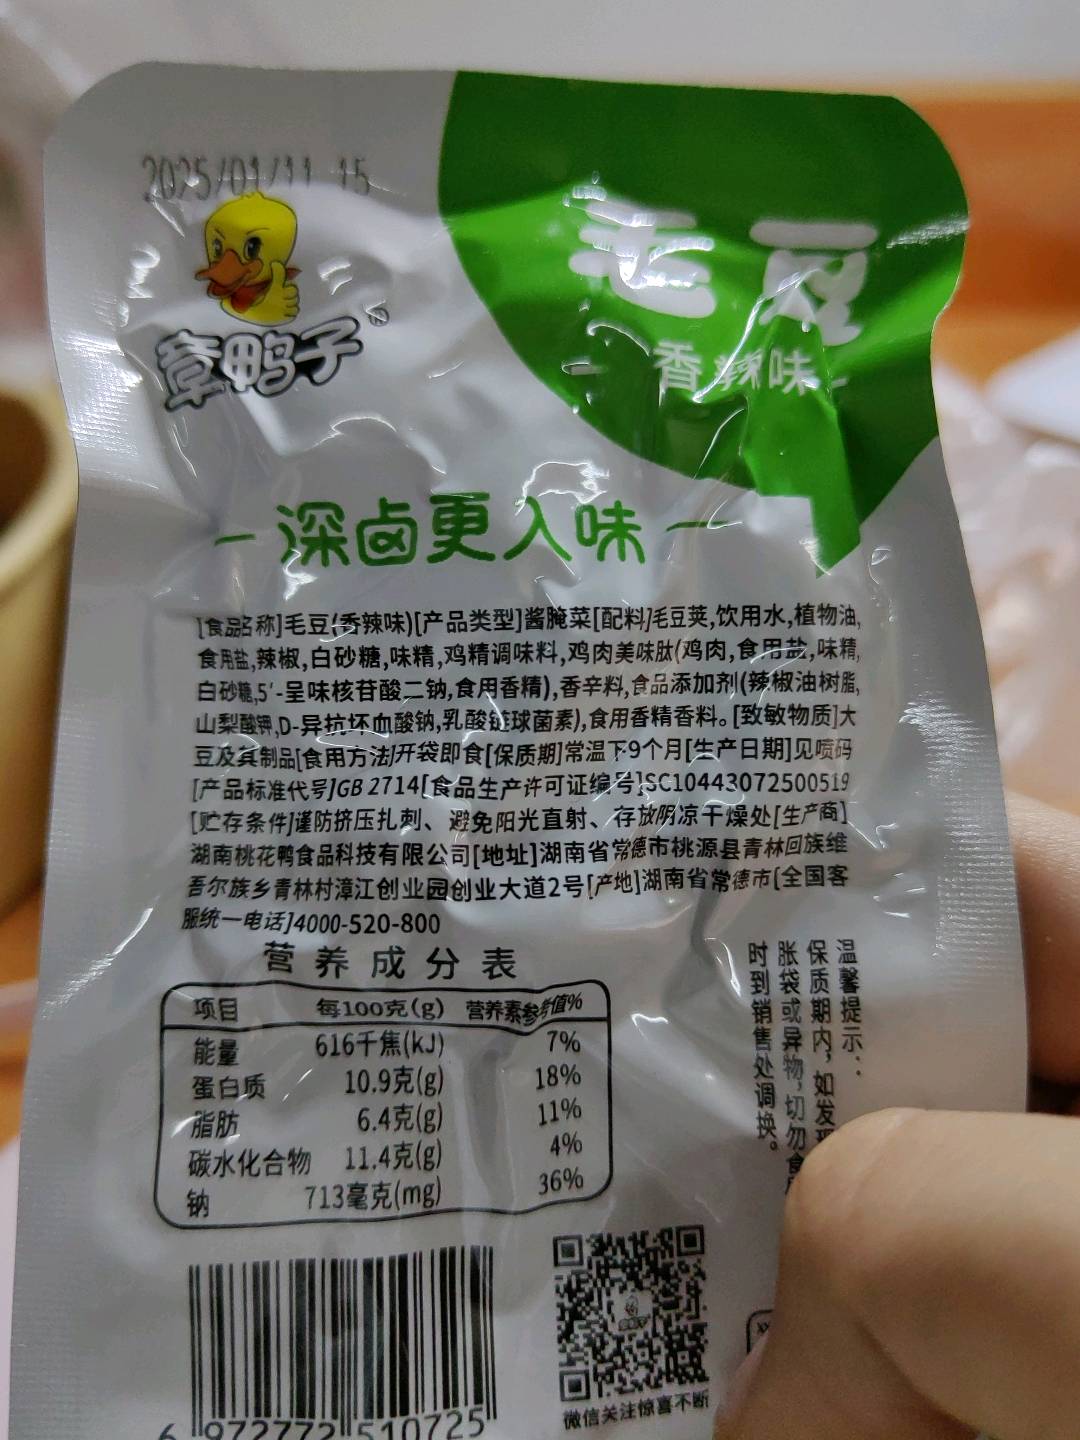 2025/01/11 15
章鸭子®
毛豆
香辣味
深卤更入味
[食品名称]毛豆(香辣味)[产品类型]酱腌菜[配料]毛豆荚,饮用水,植物油,
食用盐,辣椒,白砂糖,味精,鸡精调味料,鸡肉美味肽(鸡肉,食用盐,味精,
白砂糖,5'-呈味核苷酸二钠,食用香精),香辛料,食品添加剂(辣椒油树脂,
山梨酸钾,D-异抗坏血酸钠,乳酸链球菌素),食用香精香料。[致敏物质]大
豆及其制品[食用方法]开袋即食[保质期]常温下9个月[生产日期]见喷码
[产品标准代号]GB 2714[食品生产许可证编号]SC10443072500519
[贮存条件]谨防挤压扎刺、避免阳光直射、存放阴凉干燥处[生产商]
湖南桃花鸭食品科技有限公司[地址]湖南省常德市桃源县青林回族维
吾尔族乡青林村漳江创业园创业大道2号[产地]湖南省常德市[全国客
服统一电话]4000-520-800
营养成分表
项目 每100克(g) 营养素参考值%
能量 616千焦(kJ) 7%
蛋白质 10.9克(g) 18%
脂肪 6.4克(g) 11%
碳水化合物 11.4克(g) 4%
钠 713毫克(mg) 36%
温馨提示:
保质期内,如发现
胀袋或异物,切勿食
时到销售处调换。
6 972772 510725
微信关注惊喜不断